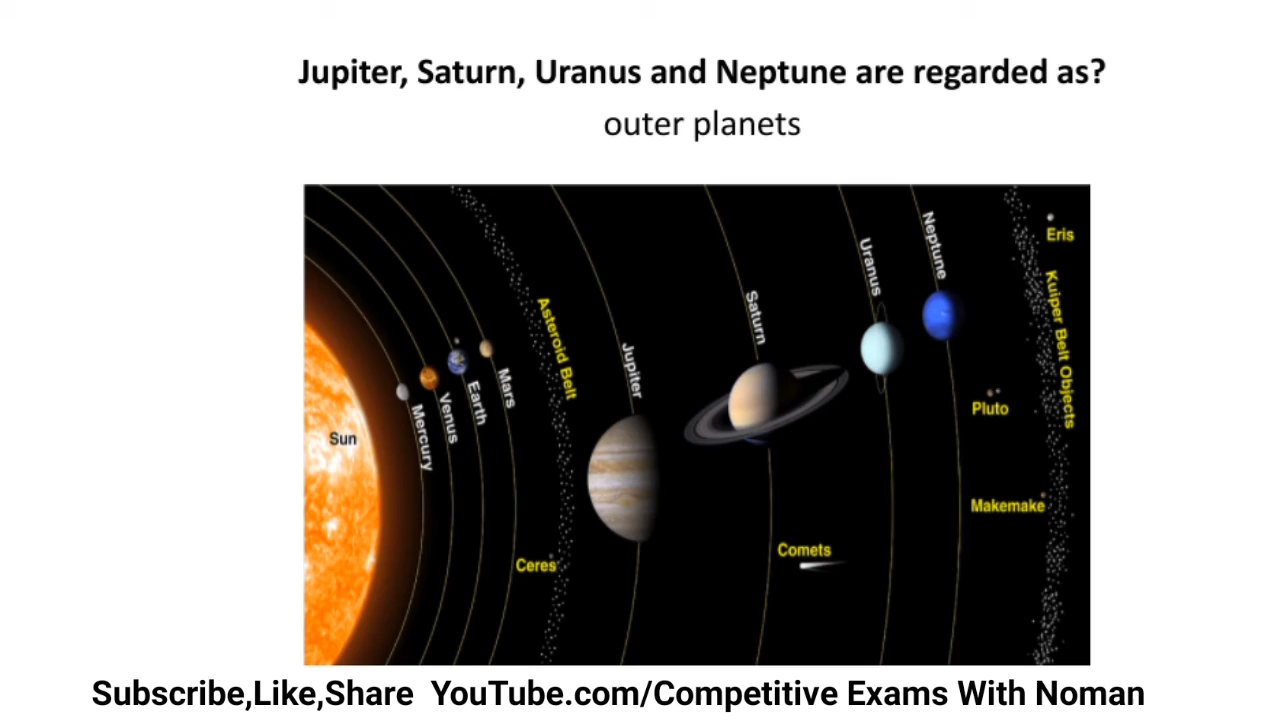 Jupiter, Saturn, Uranus and Neptune are regarded as?
outer planets
Eris
Neptune
Uranus
Kuiper Belt Objects
Saturn
Asteroid Belt
Jupiter
Mars
Earth
Venus
Mercury
Sun
Pluto
Makemake
Comets
Ceres
Subscribe,Like,Share YouTube.com/Competitive Exams With Noman